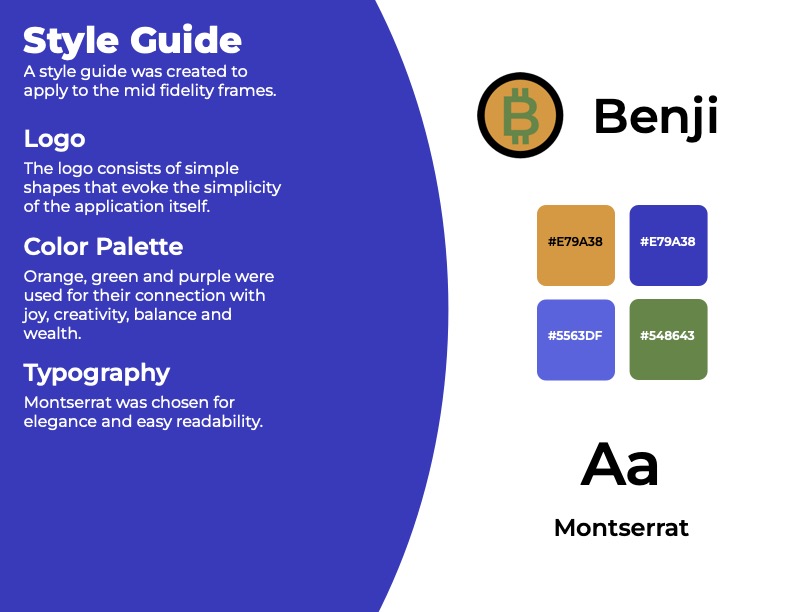 Style Guide
A style guide was created to
apply to the mid fidelity frames.
Logo
The logo consists of simple
shapes that evoke the simplicity
of the application itself.
Color Palette
Orange, green and purple were
used for their connection with
joy, creativity, balance and
wealth.
Typography
Montserrat was chosen for
elegance and easy readability.
Benji
#E79A38 #E79A38
#5563DF #548643
Aa
Montserrat